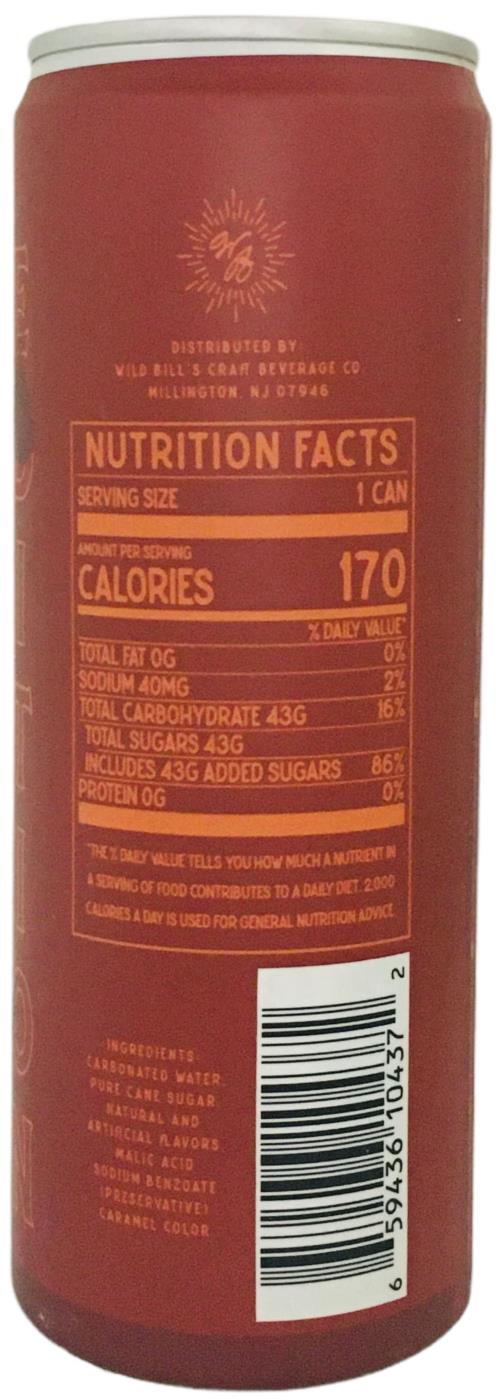 WB
DISTRIBUTED BY:
WILD BILL'S CRAFT BEVERAGE CO.
MILLINGTON, NJ 07946
NUTRITION FACTS
SERVING SIZE 1 CAN
AMOUNT PER SERVING
CALORIES 170
% DAILY VALUE*
TOTAL FAT 0G 0%
SODIUM 40MG 2%
TOTAL CARBOHYDRATE 43G 16%
TOTAL SUGARS 43G
INCLUDES 43G ADDED SUGARS 86%
PROTEIN 0G 0%
*THE % DAILY VALUE TELLS YOU HOW MUCH A NUTRIENT IN
A SERVING OF FOOD CONTRIBUTES TO A DAILY DIET. 2,000
CALORIES A DAY IS USED FOR GENERAL NUTRITION ADVICE.
INGREDIENTS:
CARBONATED WATER
PURE CANE SUGAR
NATURAL AND
ARTIFICIAL FLAVORS
MALIC ACID
SODIUM BENZOATE
(PRESERVATIVE)
CARAMEL COLOR
6 59436 10437 2